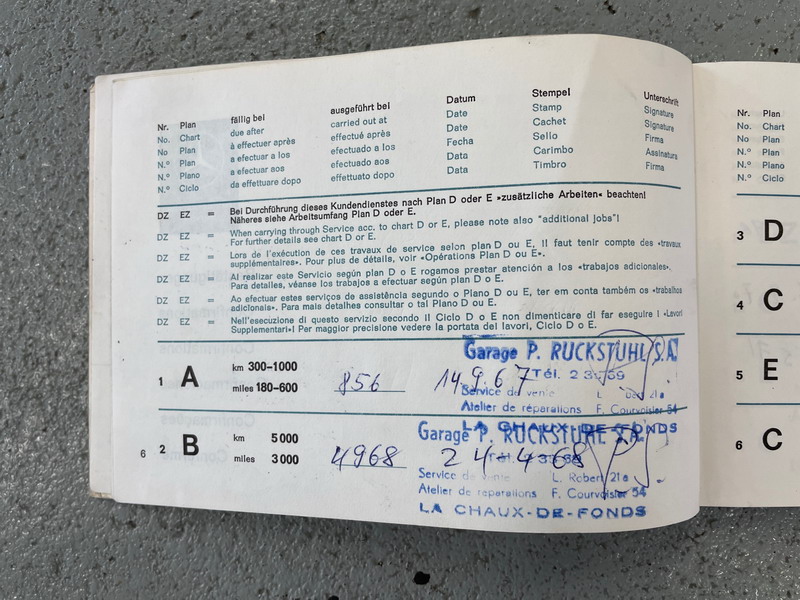 Nr. Plan fällig bei ausgeführt bei Datum Stempel Unterschrift
No. Chart due after carried out at Date Stamp Signature
No Plan à effectuer après effectué après Date Cachet Signature
N.º Plan a efectuar a los efectuado a los Fecha Sello Firma
N.º Plano a efectuar aos efectuado aos Data Carimbo Assinatura
N.º Ciclo da effettuare dopo effettuato dopo Data Timbro Firma
DZ EZ = Bei Durchführung dieses Kundendienstes nach Plan D oder E »zusätzliche Arbeiten« beachten!
Näheres siehe Arbeitsumfang Plan D oder E.
DZ EZ = When carrying through Service acc. to chart D or E, please note also "additional jobs"!
For further details see chart D or E.
DZ EZ = Lors de l'exécution de ces travaux de service selon plan D ou E, il faut tenir compte des «travaux
supplémentaires». Pour plus de détails, voir «Opérations Plan D ou E».
DZ EZ = Al realizar este Servicio según plan D o E rogamos prestar atención a los «trabajos adicionales».
Para detalles, véanse los trabajos a efectuar según plan D o E.
DZ EZ = Ao efectuar estes serviços de assistência segundo o Plano D ou E, ter em conta também os «trabalhos
adicionais». Para mais detalhes consultar o tal Plano D ou E.
DZ EZ = Nell'esecuzione di questo servizio secondo il Ciclo D o E non dimenticare di far eseguire i «Lavori
Supplementari»! Per maggior precisione vedere la portata del lavori, Ciclo D o E.
1 A km 300-1000
miles 180-600
856 14.9.67
Garage P. RUCKSTUHL S.A.
Tél.
Service de vente L.
Atelier de réparations F. Courvoisier 54
LA CHAUX-DE-FONDS
6 2 B km 5 000
miles 3 000
4968 24-4-68
Garage P. RUCKSTUHL S.A.
Tél.
Service de vente L. Robert 21a
Atelier de réparations F. Courvoisier 54
LA CHAUX-DE-FONDS
Nr. Plan
No. Chart
No Plan
N.º Plan
N.º Plano
N.º Ciclo
3 D
4 C
5 E
6 C